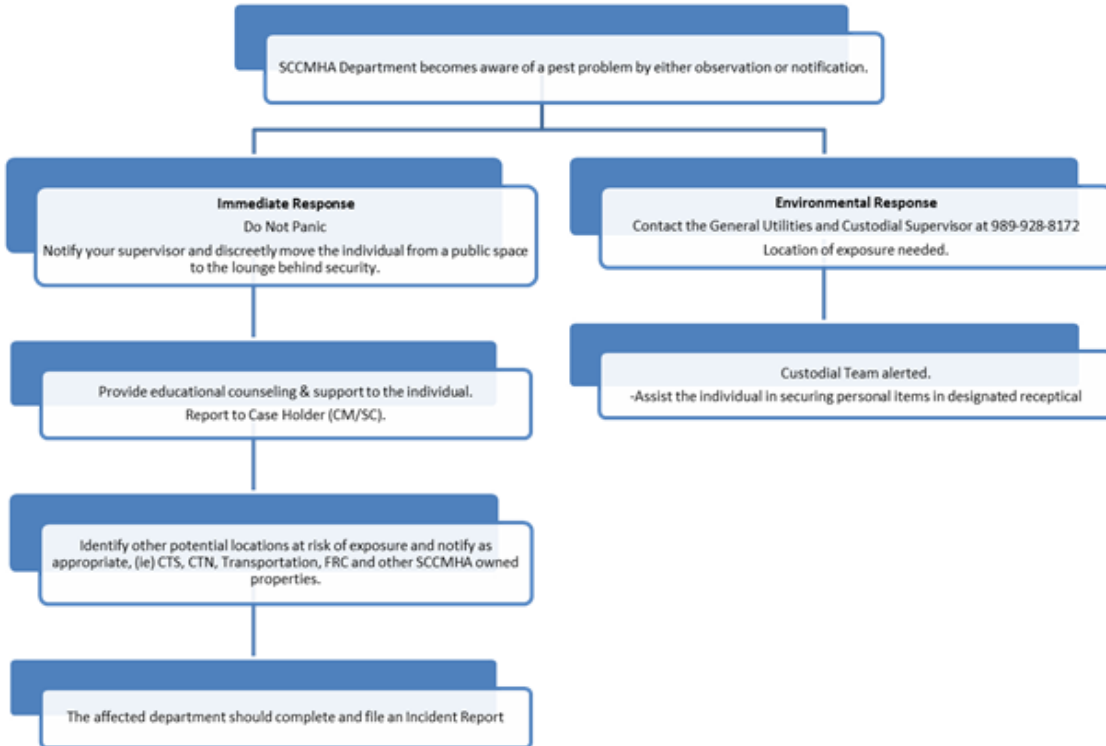 SCCMHA Department becomes aware of a pest problem by either observation or notification.
Immediate Response
Do Not Panic
Notify your supervisor and discreetly move the individual from a public space
to the lounge behind security.
Environmental Response
Contact the General Utilities and Custodial Supervisor at 989-928-8172
Location of exposure needed.
Provide educational counseling & support to the individual.
Report to Case Holder (CM/SC).
Custodial Team alerted.
-Assist the individual in securing personal items in designated receptical
Identify other potential locations at risk of exposure and notify as
appropriate, (ie) CTS, CTN, Transportation, FRC and other SCCMHA owned
properties.
The affected department should complete and file an Incident Report